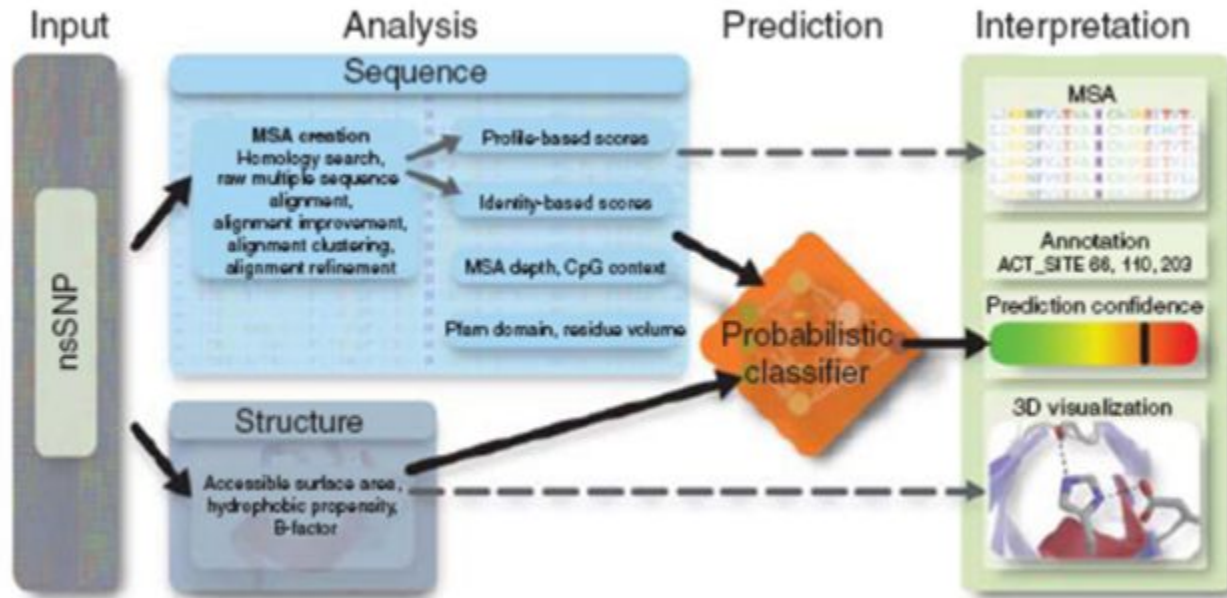 Input
Analysis
Prediction
Interpretation
nsSNP
Sequence
MSA creation
Homology search,
raw multiple sequence
alignment,
alignment improvement,
alignment clustering,
alignment refinement
Profile-based scores
Identity-based scores
MSA depth, CpG context
Pfam domain, residue volume
Structure
Accessible surface area,
hydrophobic propensity,
B-factor
Probabilistic
classifier
MSA
Annotation
ACT_SITE 66, 110, 203
Prediction confidence
3D visualization